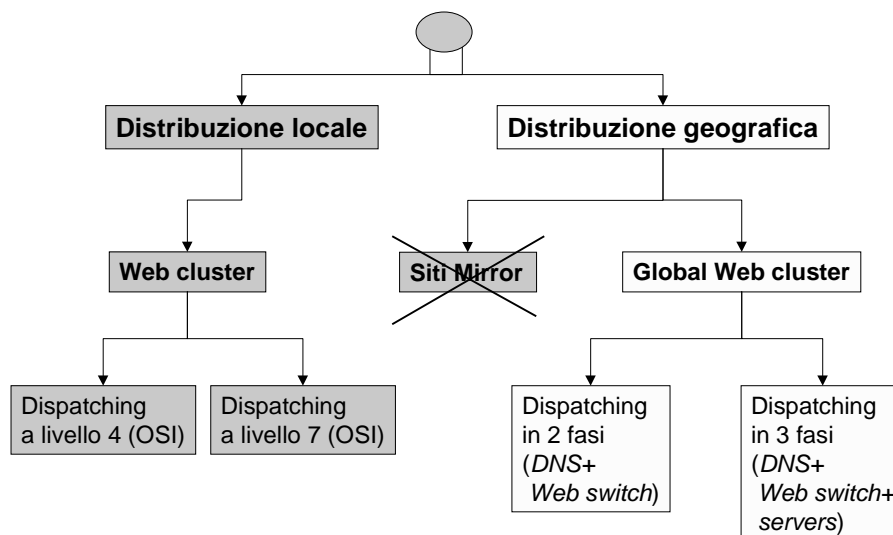 Distribuzione locale
Distribuzione geografica
Web cluster
Siti Mirror
Global Web cluster
Dispatching
a livello 4 (OSI)
Dispatching
a livello 7 (OSI)
Dispatching
in 2 fasi
(DNS+
Web switch)
Dispatching
in 3 fasi
(DNS+
Web switch+
servers)